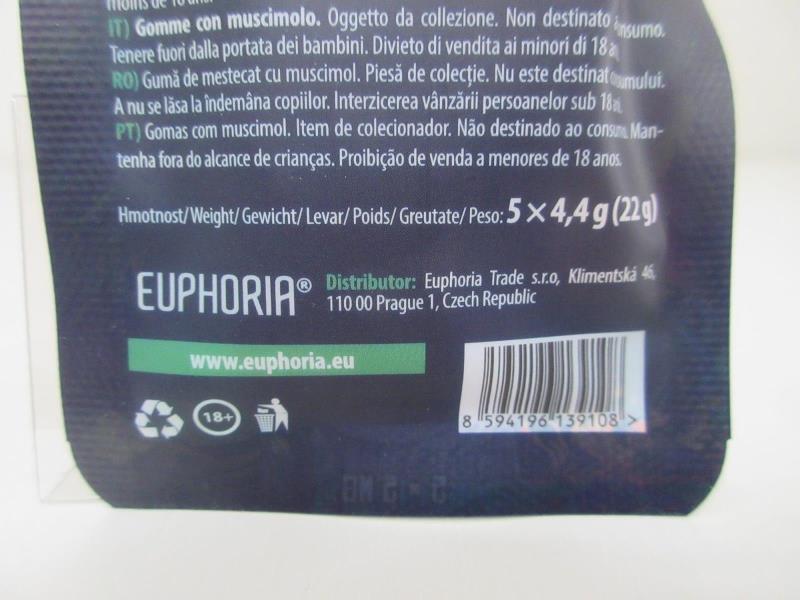 moins de 18 ans.
IT) Gomme con muscimolo. Oggetto da collezione. Non destinato
Tenere fuori dalla portata dei bambini. Divieto di vendita ai minori di 18
RO) Gumă de mestecat cu muscimol. Piesă de colecție. Nu este destinat
A nu se lăsa la îndemâna copiilor. Interzicerea vânzării persoanelor sub 18
PT) Gomas com muscimol. Item de colecionador. Não destinado ao consumo. Man-
tenha fora do alcance de crianças. Proibição de venda a menores de 18 anos.
Hmotnost/Weight/ Gewicht/ Levar/ Poids/ Greutate/ Peso: 5 × 4,4 g (22 g)
EUPHORIA® Distributor: Euphoria Trade s.r.o, Klimentská 46,
110 00 Prague 1, Czech Republic
www.euphoria.eu
18+
8 594196 139108 >